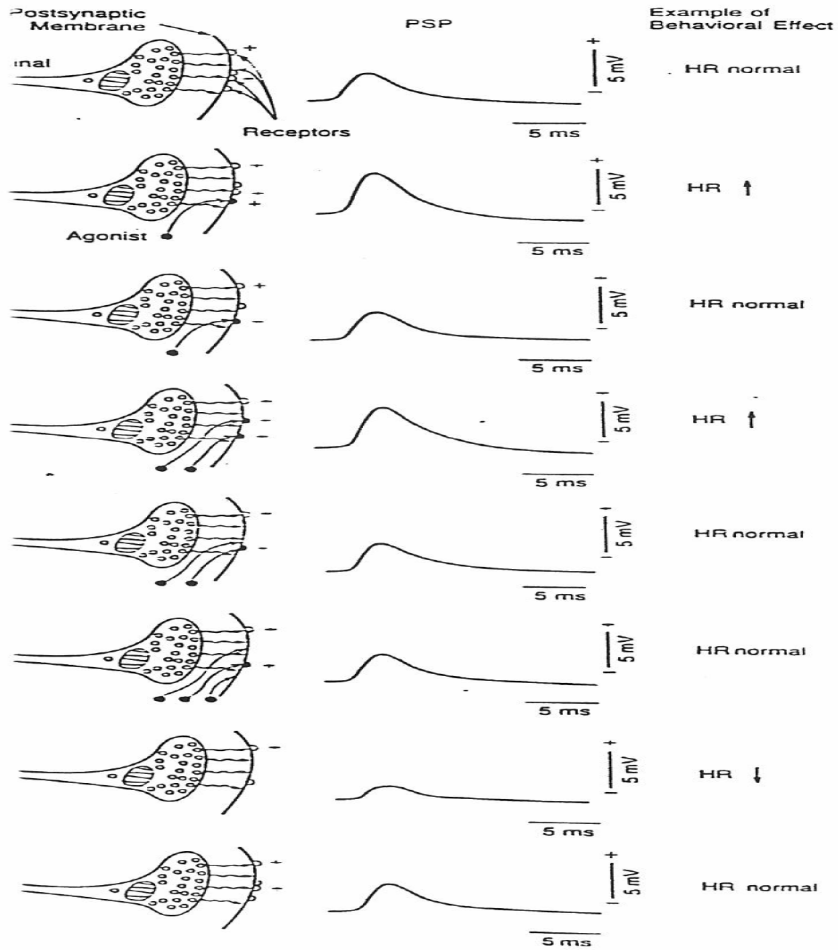 Postsynaptic
Membrane
PSP
Example of
Behavioral Effect
inal
+
-
+
-
5 mV
HR normal
5 ms
Receptors
+
-
+
-
5 mV
HR ↑
5 ms
Agonist
+
-
5 mV
HR normal
5 ms
5 mV
HR ↑
5 ms
5 mV
HR normal
5 ms
5 mV
HR normal
5 ms
+
-
5 mV
HR ↓
5 ms
+
-
+
-
5 mV
HR normal
5 ms